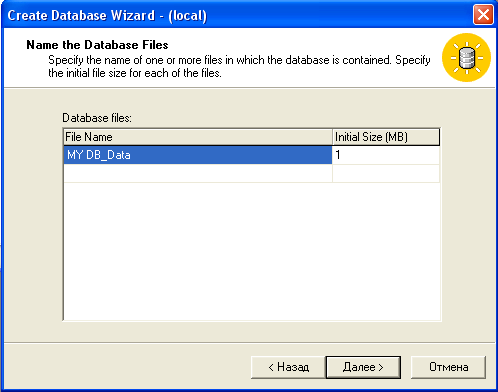 Create Database Wizard - (local)
Name the Database Files
Specify the name of one or more files in which the database is contained. Specify
the initial file size for each of the files.
Database files:
File Name Initial Size (MB)
MY DB_Data 1
< Назад Далее > Отмена